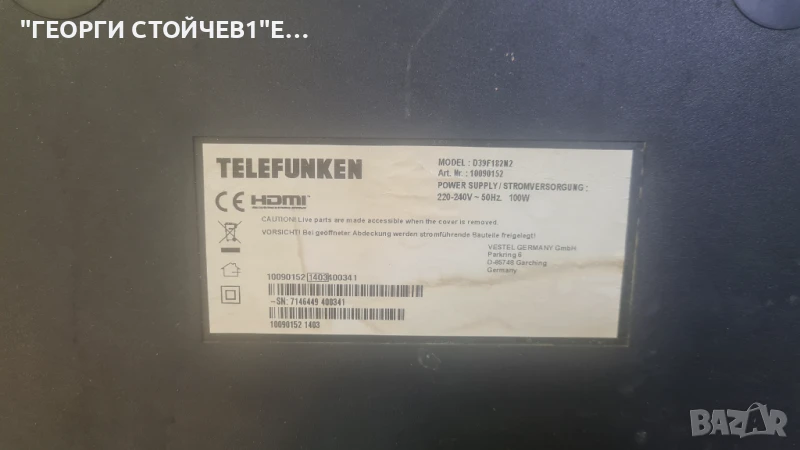 "ГЕОРГИ СТОЙЧЕВ1"Е...
TELEFUNKEN
MODEL : D39F182N2
Art. Nr.: 10090152
POWER SUPPLY/STROMVERSORGUNG :
220-240V ~ 50Hz. 100W
CE HDMI
CAUTION! Live parts are made accessible when the cover is removed.
VORSICHT! Bei geöffneter Abdeckung werden stromführende Bauteile freigelegt!
VESTEL GERMANY GmbH
Parkring 6
D-85748 Garching
Germany
10090152 1403 400341
~SN: 7146449 400341
10090152 1403
BAZAR